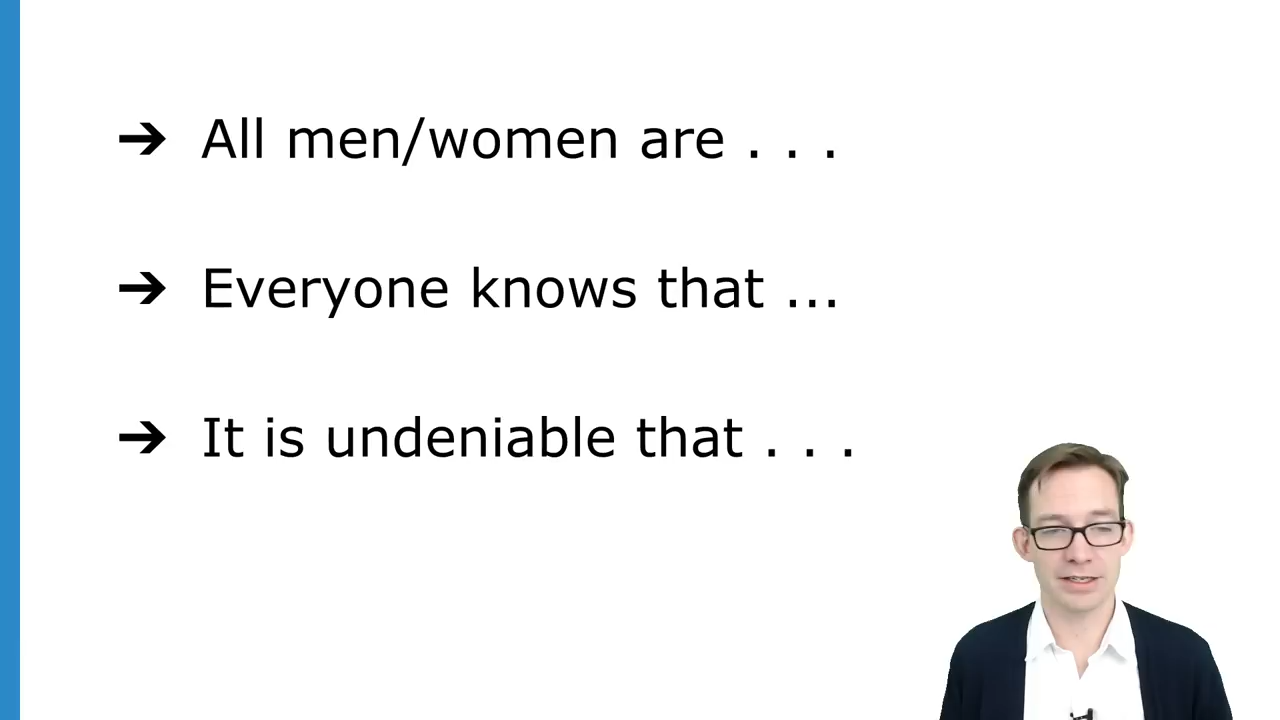 ➔ All men/women are . . .
➔ Everyone knows that ...
➔ It is undeniable that . . .